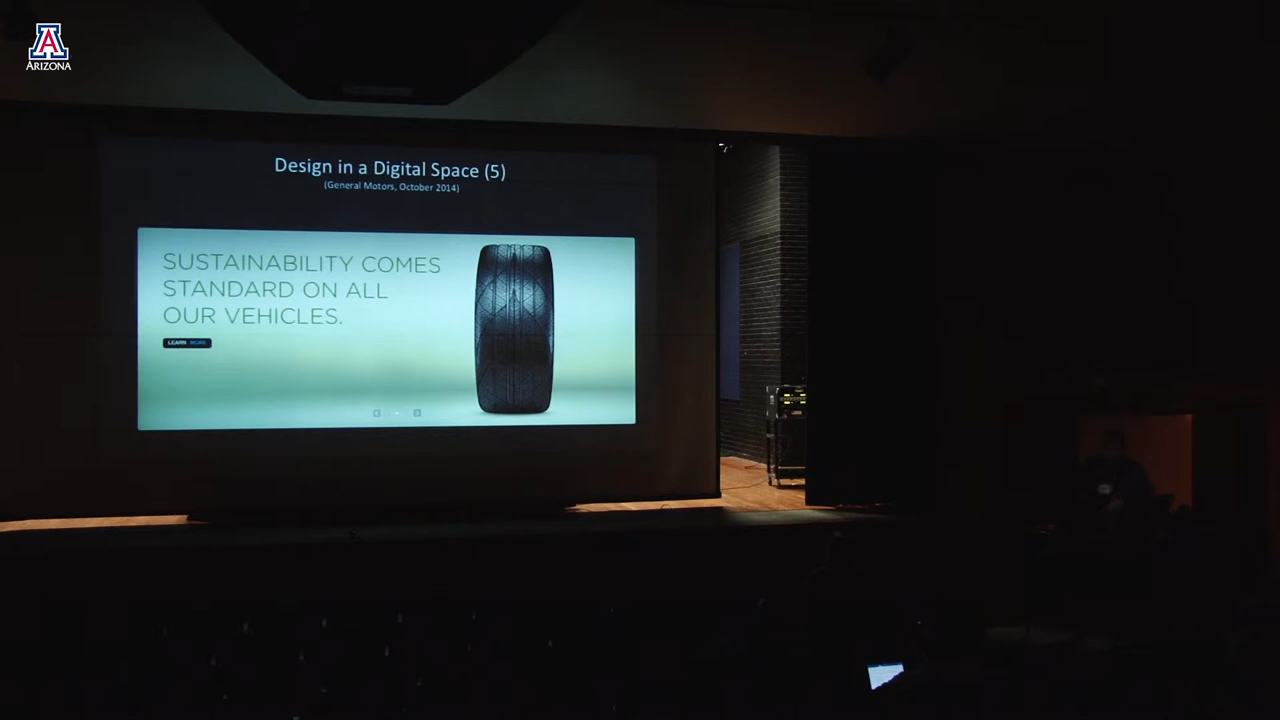 ARIZONA
Design in a Digital Space (5)
(General Motors, October 2014)
SUSTAINABILITY COMES
STANDARD ON ALL
OUR VEHICLES.
LEARN MORE